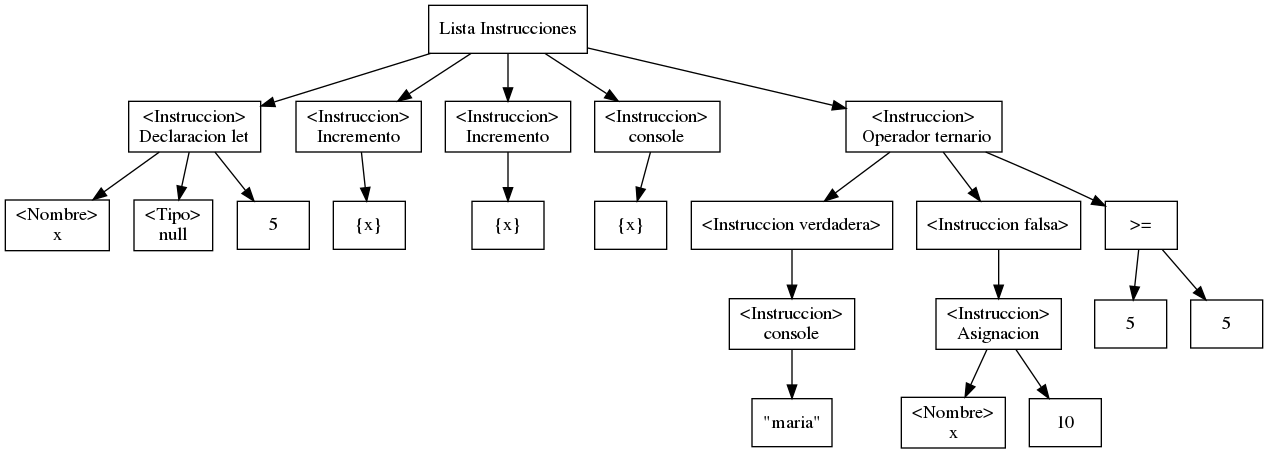 Lista Instrucciones
<Instruccion>
Declaracion let
<Instruccion>
Incremento
<Instruccion>
Incremento
<Instruccion>
console
<Instruccion>
Operador ternario
<Nombre>
x
<Tipo>
null
5
{x}
{x}
{x}
<Instruccion verdadera>
<Instruccion falsa>
>=
<Instruccion>
console
<Instruccion>
Asignacion
5
5
"maria"
<Nombre>
x
10